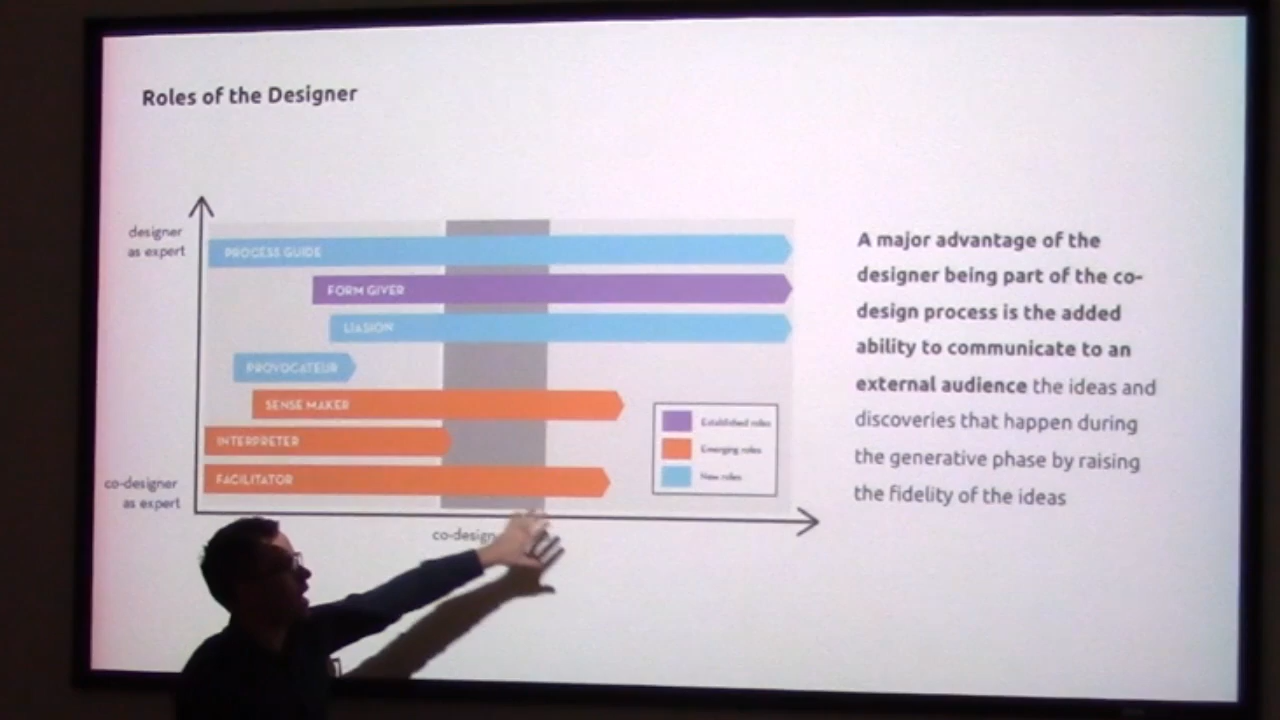 Roles of the Designer
designer
as expert
PROCESS GUIDE
FORM GIVER
LIASION
PROVOCATEUR
SENSE MAKER
INTERPRETER
FACILITATOR
co-designer
as expert
Established roles
Emerging roles
New roles
co-design
A major advantage of the
designer being part of the co-
design process is the added
ability to communicate to an
external audience the ideas and
discoveries that happen during
the generative phase by raising
the fidelity of the ideas